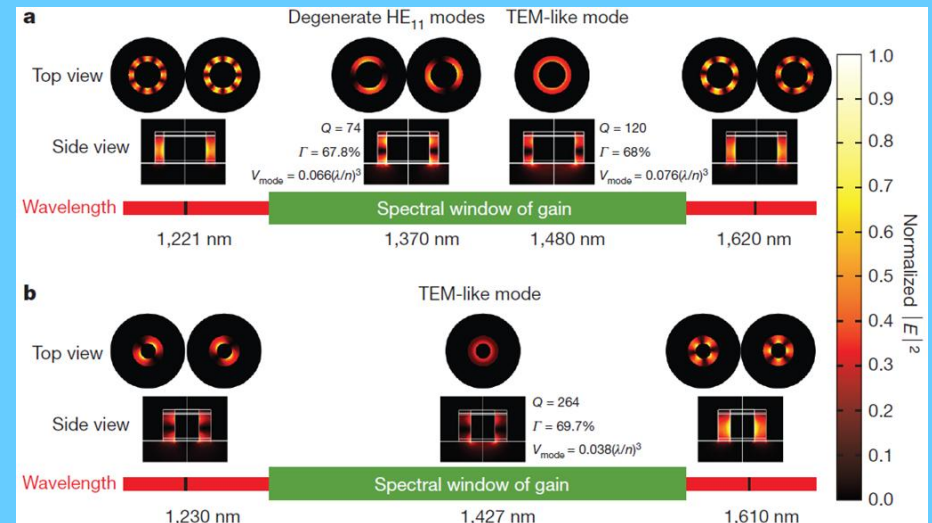 a
Degenerate HE₁₁ modes
TEM-like mode
Top view
Side view
Q = 74
Γ = 67.8%
V_mode = 0.066(λ/n)³
Q = 120
Γ = 68%
V_mode = 0.076(λ/n)³
Wavelength
Spectral window of gain
1,221 nm
1,370 nm
1,480 nm
1,620 nm
b
TEM-like mode
Top view
Side view
Q = 264
Γ = 69.7%
V_mode = 0.038(λ/n)³
Wavelength
Spectral window of gain
1,230 nm
1,427 nm
1,610 nm
1.0
0.9
0.8
0.7
0.6
0.5
0.4
0.3
0.2
0.1
0.0
Normalized |E|²